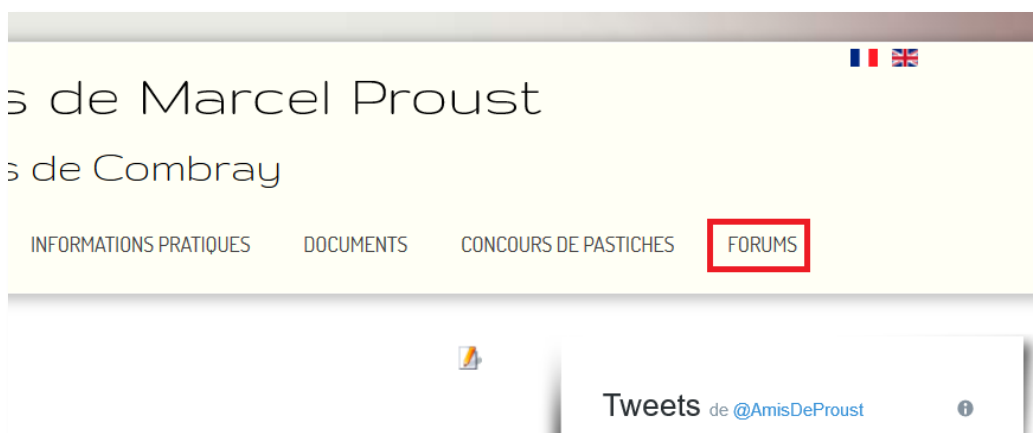 s de Marcel Proust
s de Combray
INFORMATIONS PRATIQUES DOCUMENTS CONCOURS DE PASTICHES FORUMS
Tweets de @AmisDeProust